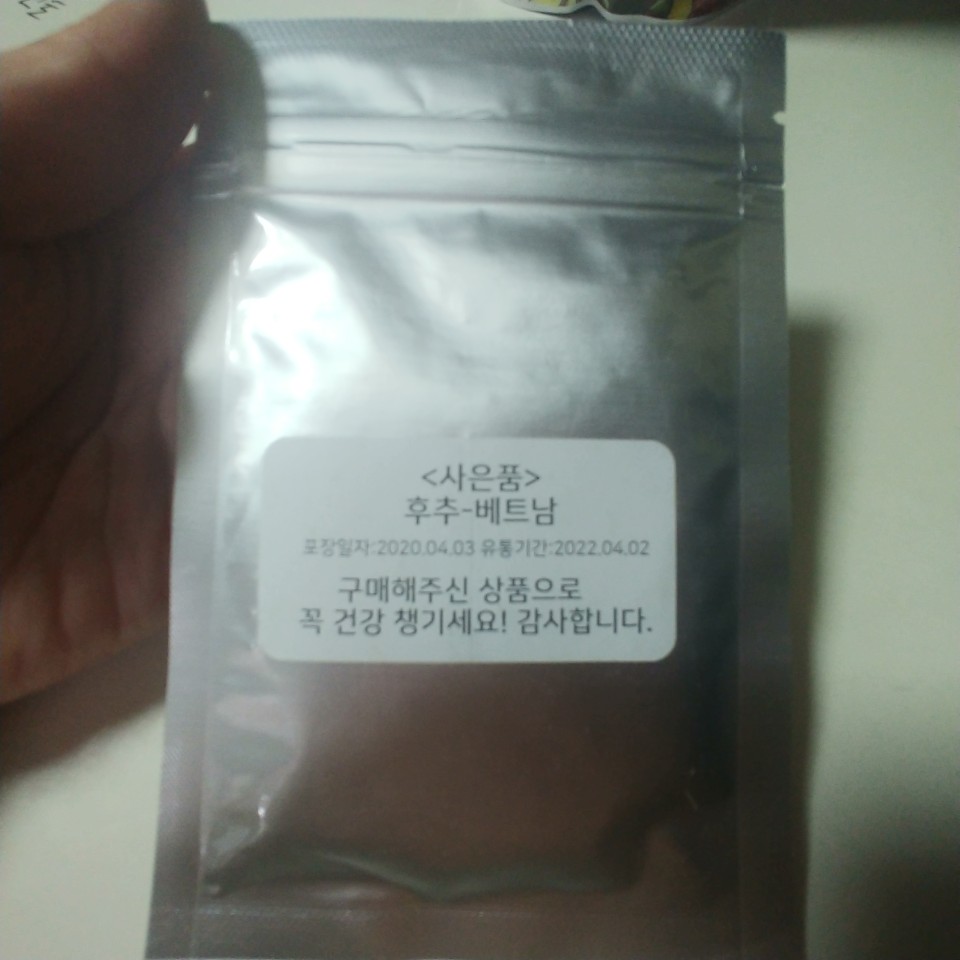 <사은품>
후추-베트남
포장일자:2020.04.03 유통기간:2022.04.02
구매해주신 상품으로
꼭 건강 챙기세요! 감사합니다.